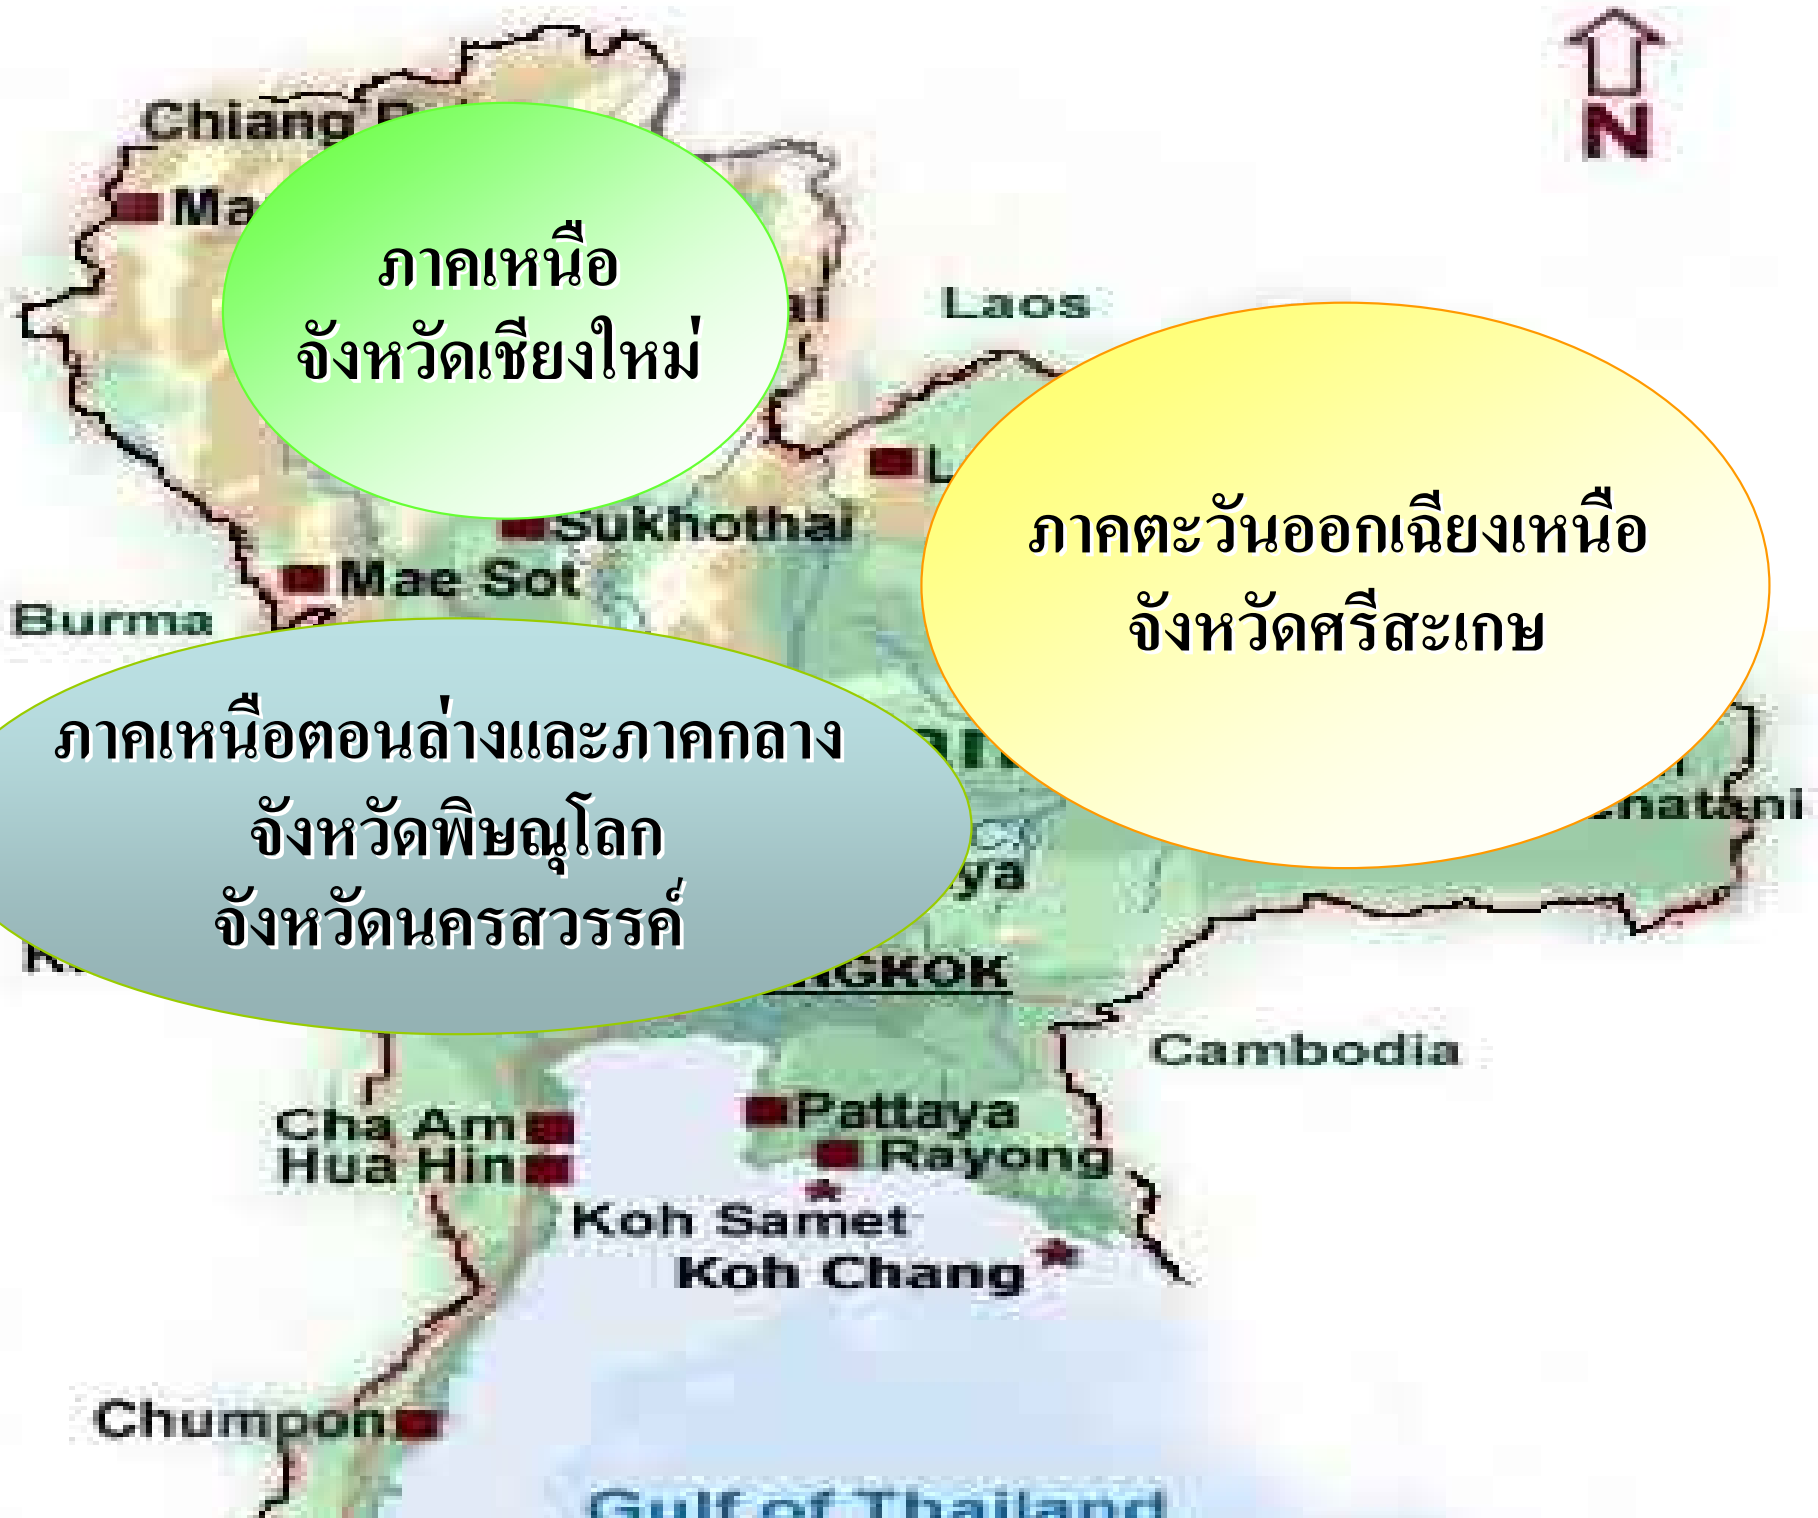 Chiang
N
ภาคเหนือ
จังหวัดเชียงใหม่
Laos
ภาคตะวันออกเฉียงเหนือ
จังหวัดศรีสะเกษ
Sukhothai
Mae Sot
Burma
ภาคเหนือตอนล่างและภาคกลาง
จังหวัดพิษณุโลก
จังหวัดนครสวรรค์
NGKOK
Cambodia
Cha Am
Pattaya
Hua Hin
Rayong
Koh Samet
Koh Chang
Chumpon
Gulf of Thailand